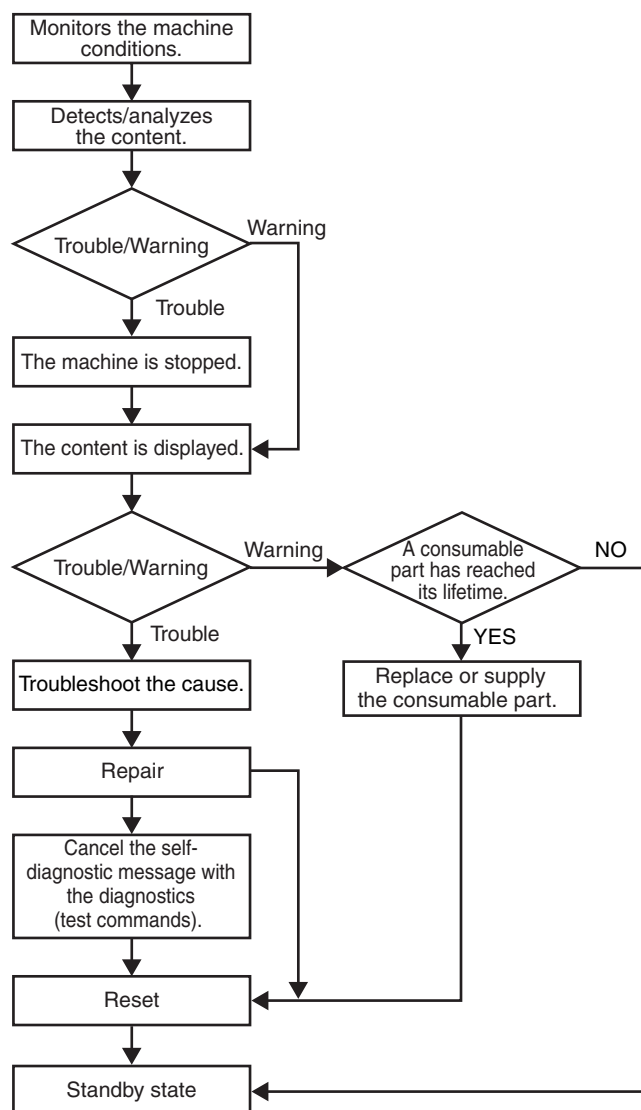 Monitors the machine
conditions.
Detects/analyzes
the content.
Warning
Trouble/Warning
Trouble
The machine is stopped.
The content is displayed.
Trouble/Warning
Warning
A consumable
part has reached
its lifetime.
NO
Trouble
YES
Troubleshoot the cause.
Replace or supply
the consumable part.
Repair
Cancel the self-
diagnostic message with
the diagnostics
(test commands).
Reset
Standby state